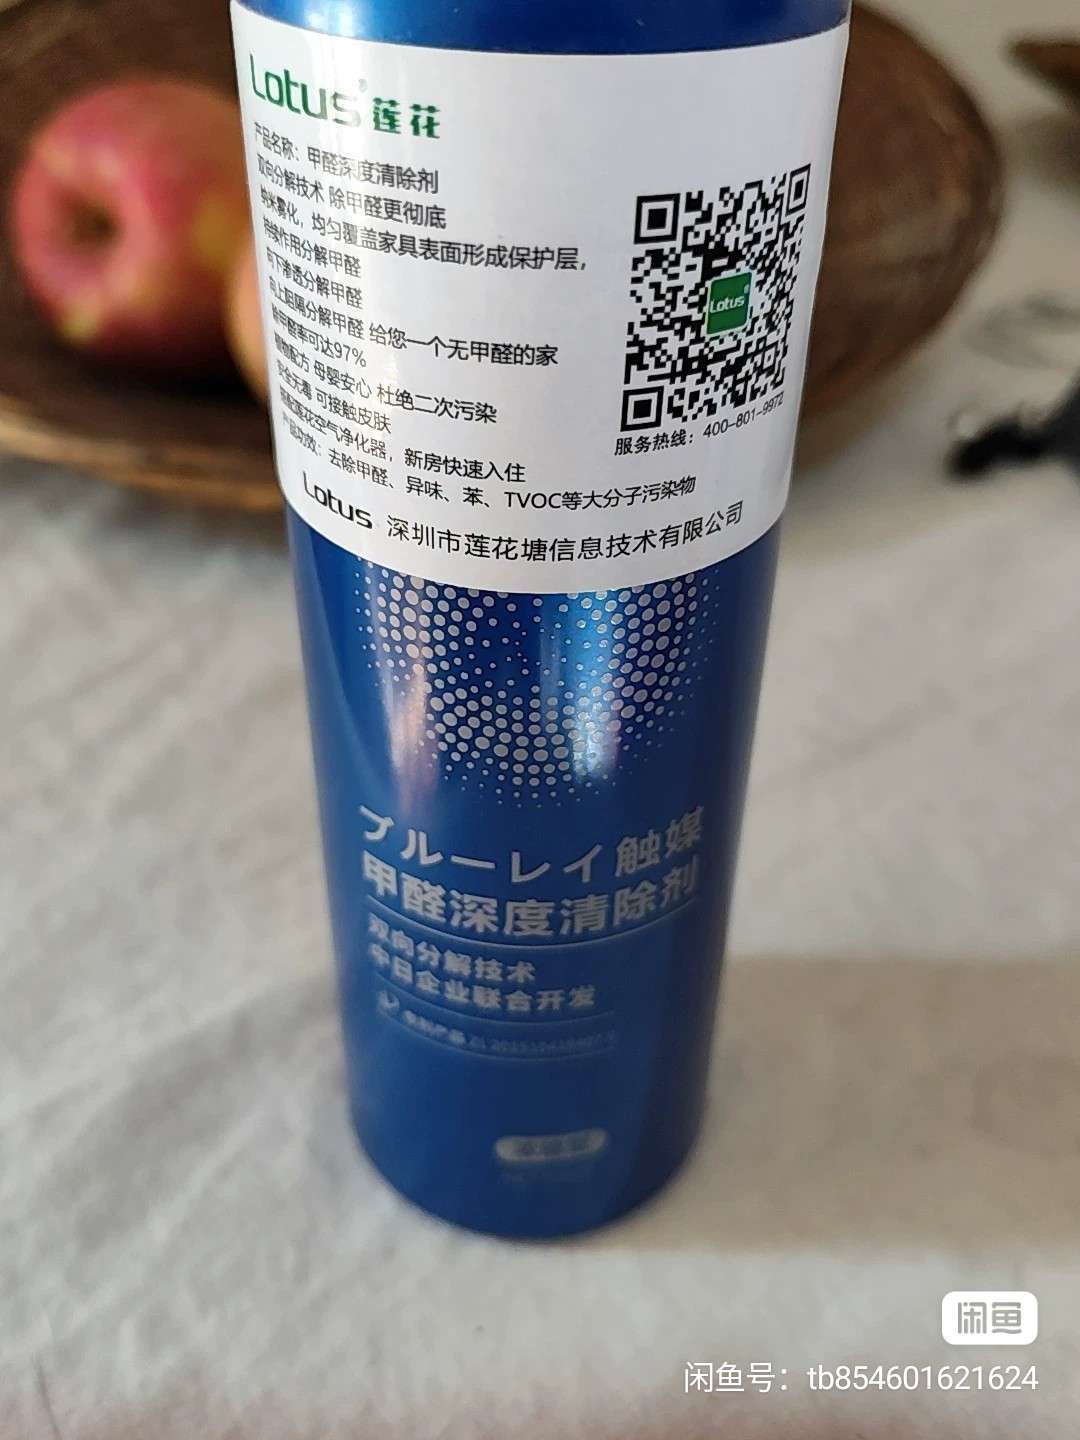 Lotus® 莲花
产品名称：甲醛深度清除剂
双向分解技术 除甲醛更彻底
纳米雾化，均匀覆盖家具表面形成保护层，
持续作用分解甲醛
向下渗透分解甲醛
向上阻隔分解甲醛 给您一个无甲醛的家
除甲醛率可达97%
植物配方 母婴安心 杜绝二次污染
安全无毒 可接触皮肤
搭配莲花空气净化器，新房快速入住
产品功效：去除甲醛、异味、苯、TVOC等大分子污染物
Lotus 深圳市莲花塘信息技术有限公司
Lotus®
服务热线：400-801-9972
ブルーレイ触媒
甲醛深度清除剂
双向分解技术
中日企业联合开发
专利产品
闲鱼
闲鱼号：tb854601621624